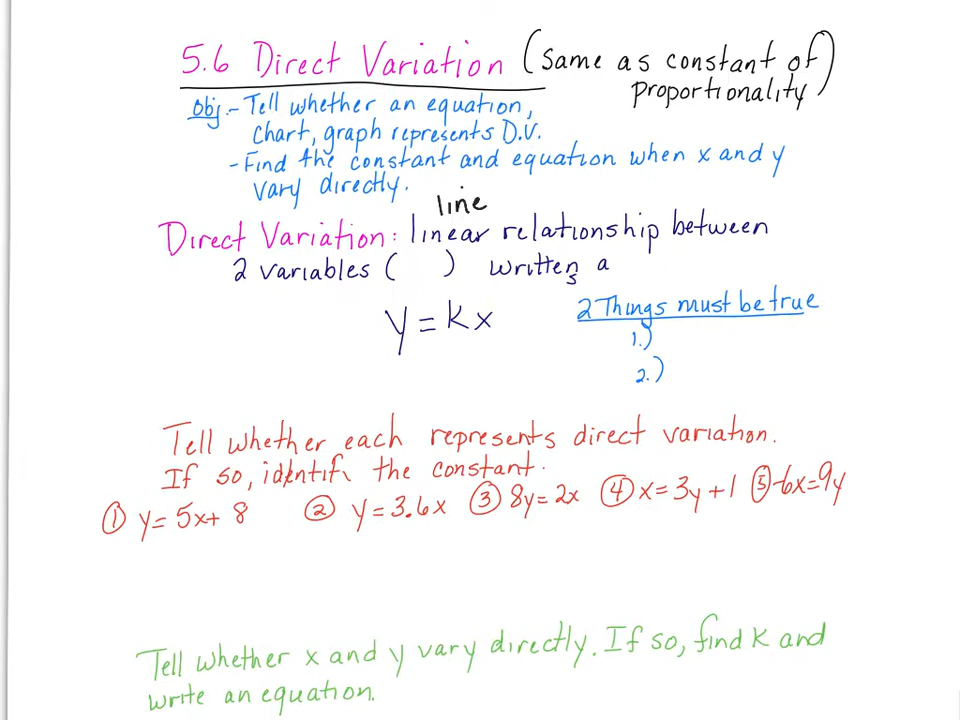 5.6 Direct Variation (same as constant of proportionality)
Obj.- Tell whether an equation,
chart, graph represents D.V.
- Find the constant and equation when x and y
vary directly.
line
Direct Variation: linear relationship between
2 variables ( ) written a s
y = kx
2 Things must be true
1.)
2.)
Tell whether each represents direct variation.
If so, identify the constant.
① y = 5x + 8 ② y = 3.6x ③ 8y = 2x ④ x = 3y + 1 ⑤ -6x = 9y
Tell whether x and y vary directly. If so, find k and
write an equation.